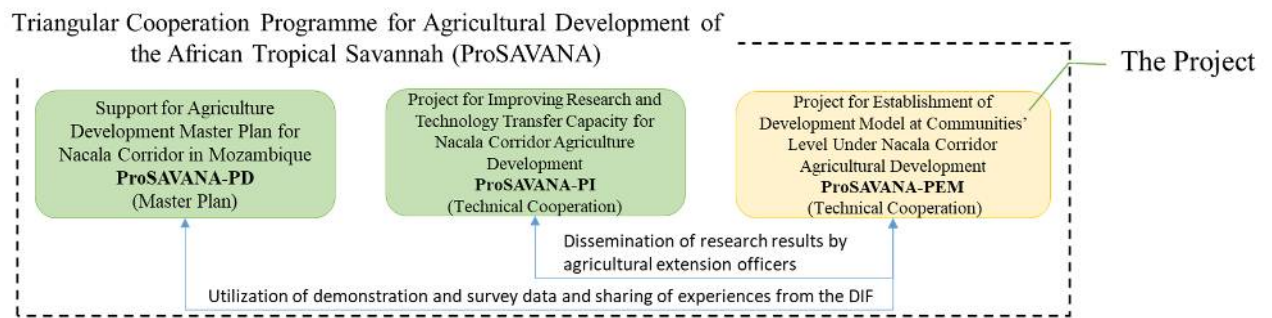 Triangular Cooperation Programme for Agricultural Development of
the African Tropical Savannah (ProSAVANA)
The Project
Support for Agriculture
Development Master Plan for
Nacala Corridor in Mozambique
ProSAVANA-PD
(Master Plan)
Project for Improving Research and
Technology Transfer Capacity for
Nacala Corridor Agriculture
Development
ProSAVANA-PI
(Technical Cooperation)
Project for Establishment of
Development Model at Communities'
Level Under Nacala Corridor
Agricultural Development
ProSAVANA-PEM
(Technical Cooperation)
Dissemination of research results by
agricultural extension officers
Utilization of demonstration and survey data and sharing of experiences from the DIF